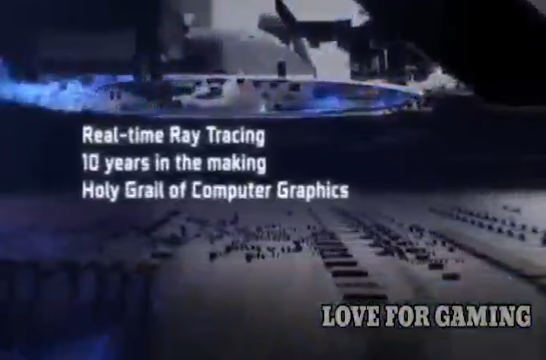 Real-time Ray Tracing
10 years in the making
Holy Grail of Computer Graphics
LOVE FOR GAMING